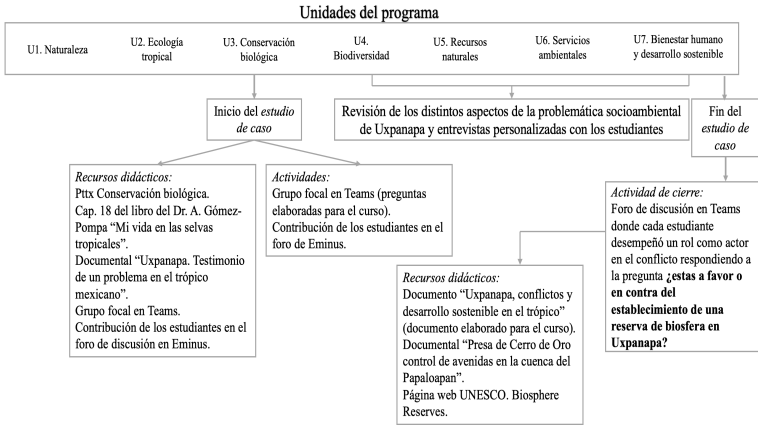 Unidades del programa
U1. Naturaleza
U2. Ecología
tropical
U3. Conservación
biológica
U4.
Biodiversidad
U5. Recursos
naturales
U6. Servicios
ambientales
U7. Bienestar humano
y desarrollo sostenible
Inicio del estudio
de caso
Revisión de los distintos aspectos de la problemática socioambiental
de Uxpanapa y entrevistas personalizadas con los estudiantes
Fin del
estudio de
caso
Recursos didácticos:
Pttx Conservación biológica.
Cap. 18 del libro del Dr. A. Gómez-
Pompa “Mi vida en las selvas
tropicales”.
Documental “Uxpanapa. Testimonio
de un problema en el trópico
mexicano”.
Grupo focal en Teams.
Contribución de los estudiantes en el
foro de discusión en Eminus.
Actividades:
Grupo focal en Teams (preguntas
elaboradas para el curso).
Contribución de los estudiantes en el
foro de Eminus.
Actividad de cierre:
Foro de discusión en Teams
donde cada estudiante
desempeñó un rol como actor
en el conflicto respondiendo a
la pregunta ¿estas a favor o
en contra del
establecimiento de una
reserva de biosfera en
Uxpanapa?
Recursos didácticos:
Documento “Uxpanapa, conflictos y
desarrollo sostenible en el trópico”
(documento elaborado para el curso).
Documental “Presa de Cerro de Oro
control de avenidas en la cuenca del
Papaloapan”.
Página web UNESCO. Biosphere
Reserves.